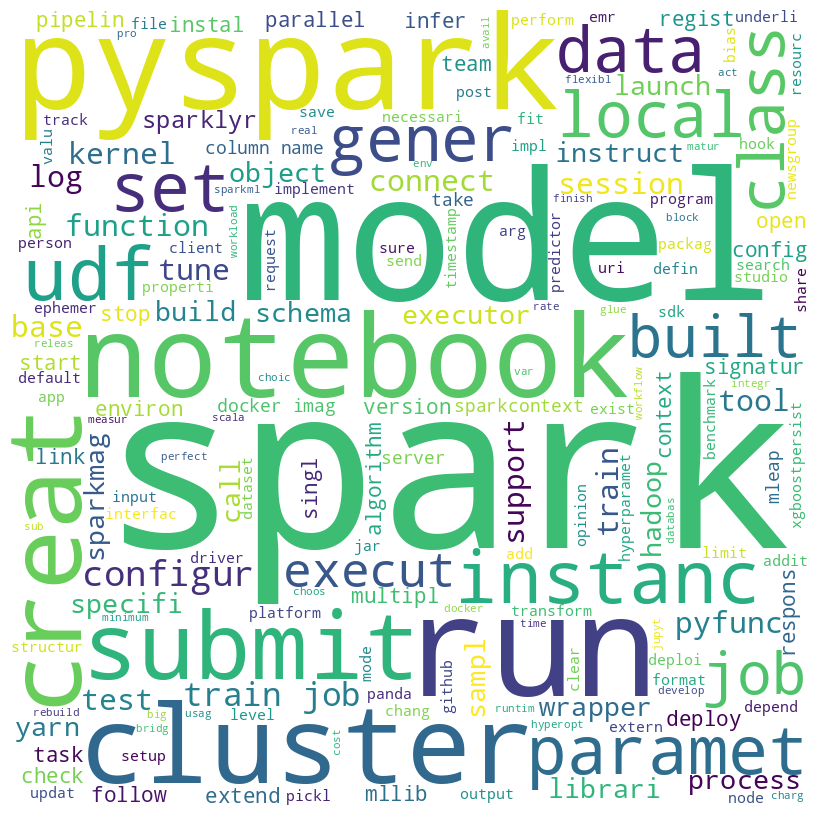 pipelin file instal parallel infer perform emr regist underli
pro
pyspark
avail
flexibl
act
data
bias
resourc
class
team
post
launch
track
sparklyr
save
necessari
fit
local
real
valu
kernel
column name
gener
impl
instruct
matur
hook
newsgroup
log
set
object
env
connect
session
program
open
api
sparkml
implement
take
finish
block
function
workload
model
person
client
request
sure
send
timestamp
arg
predictor
uri
packag
defin
config
search
studio
share
udf
tune
properti
ephemer
stop
build
schema
executor
rate
glue
sdk
base
releas
notebook
built
start
choic
var
workflow
signatur
default
app
environ
docker imag
version
sparkcontext
exist
integr
tool
measur
scala
context
benchmark
creat
link
sparkmag
perfect
call
dataset
singl
algorithm
server
spark
support
train
hyperparamet
hadoop
databas
mleap
xgboostpersist
input
interfac
opinion
sub
driver
jar
add
limit
addit
configur
execut
instanc
specifi
minimum
platform
choos
multipl
docker
transform
pyfunc
respons
structur
submit
run
time
jupyt
job
test
train job
mode
panda
github
sampl
clear
deploi
format
develop
rebuild
big
bridg
usag
level
chang
runtim
hyperopt
wrapper
extern
deploy
depend
yarn
task
setup
cluster
cost
paramet
check
process
updat
follow
extend
pickl
mllib
output
librari
node
charg